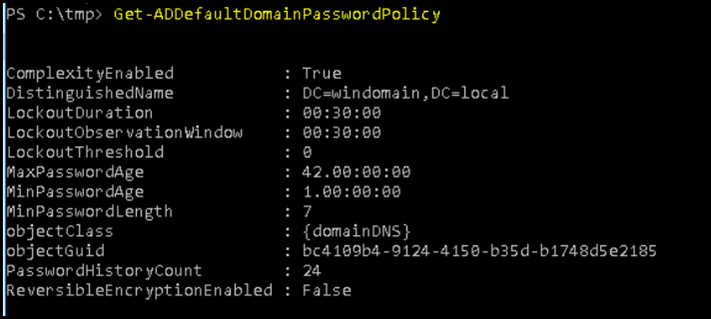 PS C:\tmp> Get-ADDefaultDomainPasswordPolicy
ComplexityEnabled : True
DistinguishedName : DC=windomain,DC=local
LockoutDuration : 00:30:00
LockoutObservationWindow : 00:30:00
LockoutThreshold : 0
MaxPasswordAge : 42.00:00:00
MinPasswordAge : 1.00:00:00
MinPasswordLength : 7
objectClass : {domainDNS}
objectGuid : bc4109b4-9124-4150-b35d-b1748d5e2185
PasswordHistoryCount : 24
ReversibleEncryptionEnabled : False